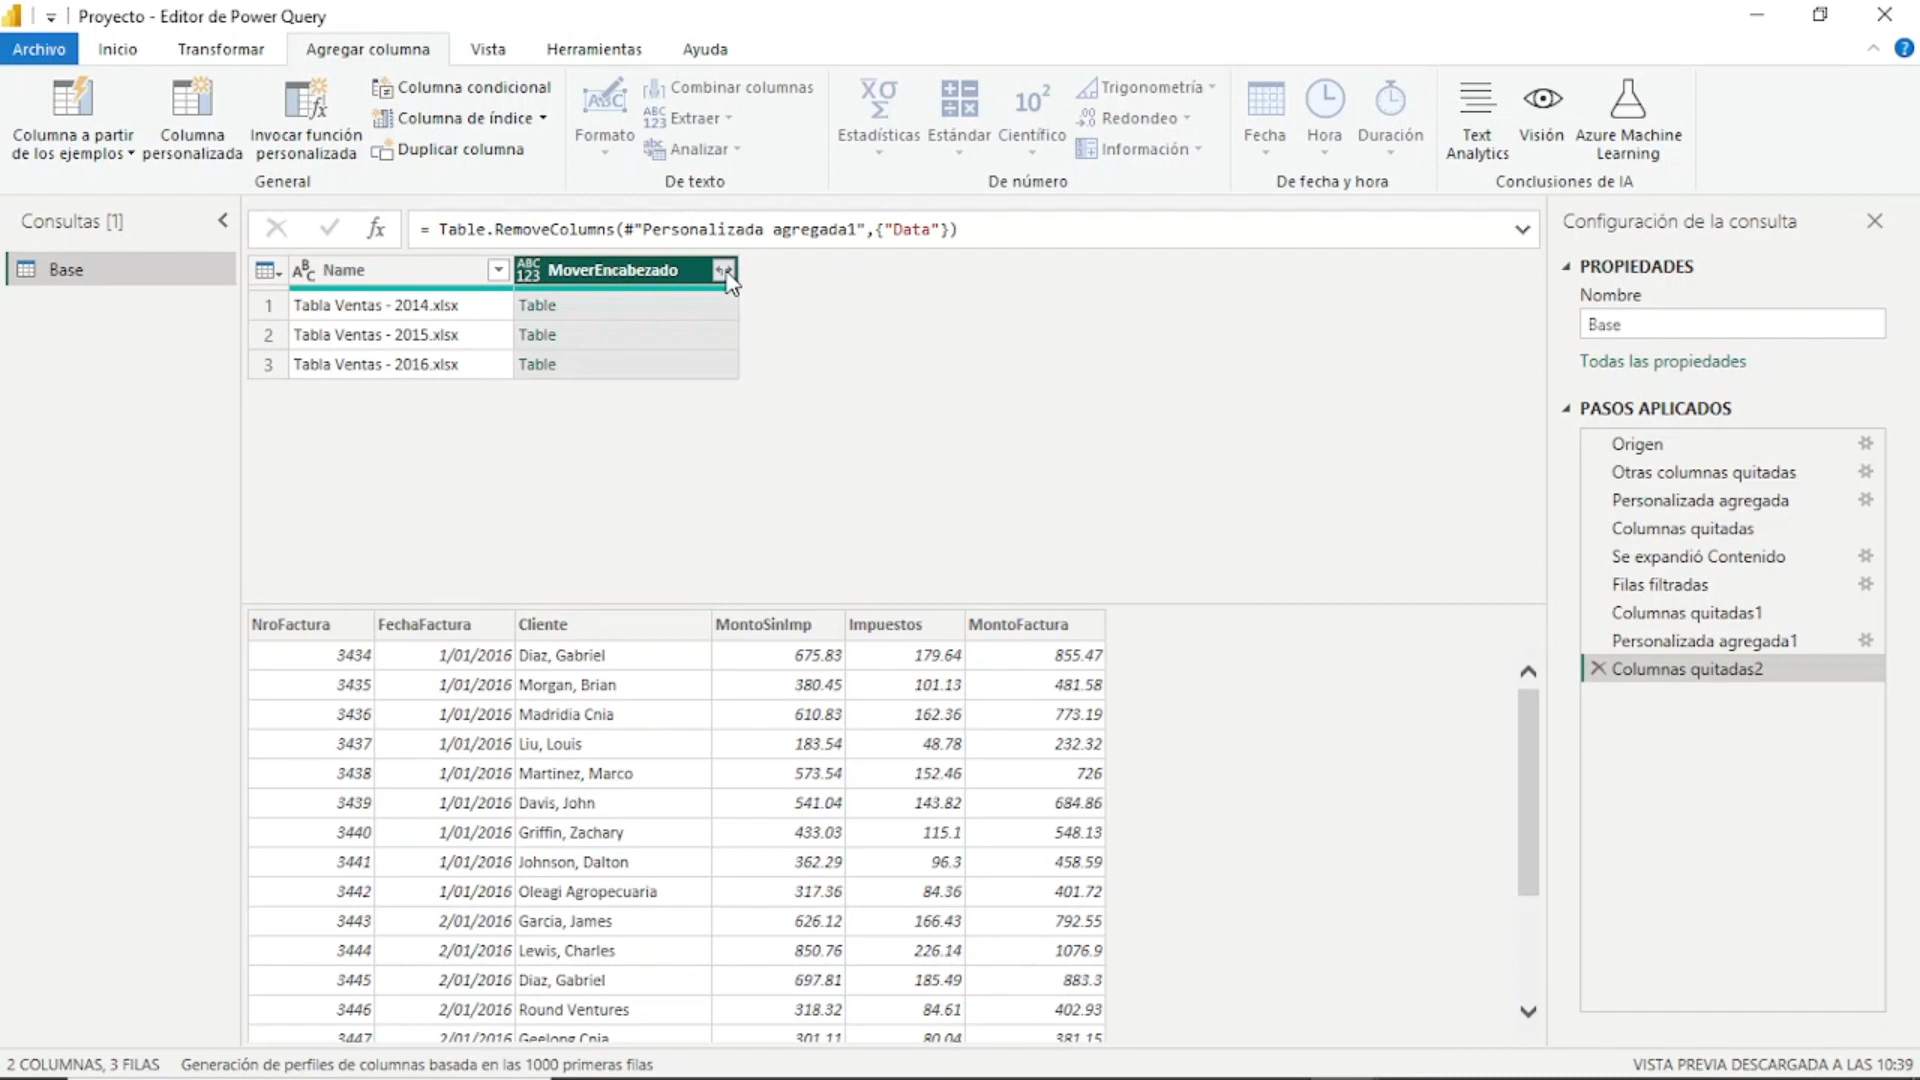 Proyecto - Editor de Power Query
Archivo Inicio Transformar Agregar columna Vista Herramientas Ayuda
Columna a partir de los ejemplos
Columna personalizada
Invocar función personalizada
Columna condicional
Columna de índice
Duplicar columna
General
Formato
Combinar columnas
Extraer
Analizar
De texto
Estadísticas
Estándar
Científico
Trigonometría
Redondeo
Información
De número
Fecha
Hora
Duración
De fecha y hora
Text Analytics
Visión
Azure Machine Learning
Conclusiones de IA
Consultas [1]
Base
fx = Table.RemoveColumns(#"Personalizada agregada1",{"Data"})
Name MoverEncabezado
1 Tabla Ventas - 2014.xlsx Table
2 Tabla Ventas - 2015.xlsx Table
3 Tabla Ventas - 2016.xlsx Table
NroFactura FechaFactura Cliente MontoSinImp Impuestos MontoFactura
3434 1/01/2016 Diaz, Gabriel 675.83 179.64 855.47
3435 1/01/2016 Morgan, Brian 380.45 101.13 481.58
3436 1/01/2016 Madridia Cnia 610.83 162.36 773.19
3437 1/01/2016 Liu, Louis 183.54 48.78 232.32
3438 1/01/2016 Martinez, Marco 573.54 152.46 726
3439 1/01/2016 Davis, John 541.04 143.82 684.86
3440 1/01/2016 Griffin, Zachary 433.03 115.1 548.13
3441 1/01/2016 Johnson, Dalton 362.29 96.3 458.59
3442 1/01/2016 Oleagi Agropecuaria 317.36 84.36 401.72
3443 2/01/2016 Garcia, James 626.12 166.43 792.55
3444 2/01/2016 Lewis, Charles 850.76 226.14 1076.9
3445 2/01/2016 Diaz, Gabriel 697.81 185.49 883.3
3446 2/01/2016 Round Ventures 318.32 84.61 402.93
3447 2/01/2016 Geelong Cnia 301.11 80.04 381.15
Configuración de la consulta
PROPIEDADES
Nombre
Base
Todas las propiedades
PASOS APLICADOS
Origen
Otras columnas quitadas
Personalizada agregada
Columnas quitadas
Se expandió Contenido
Filas filtradas
Columnas quitadas1
Personalizada agregada1
Columnas quitadas2
2 COLUMNAS, 3 FILAS Generación de perfiles de columnas basada en las 1000 primeras filas
VISTA PREVIA DESCARGADA A LAS 10:39